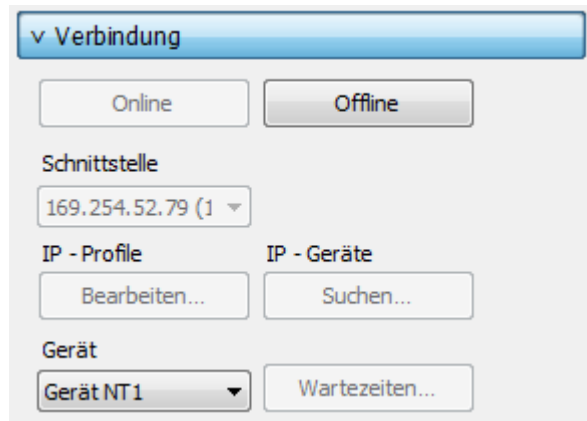 Verbindung
Online Offline
Schnittstelle
169.254.52.79 (1
IP - Profile IP - Geräte
Bearbeiten... Suchen...
Gerät
Gerät NT1 Wartezeiten...